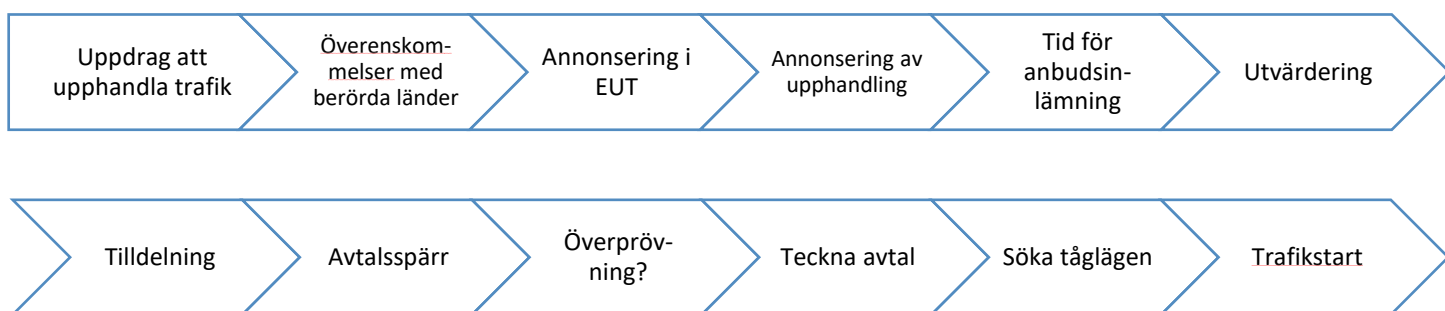 Uppdrag att
upphandla trafik
Överenskom-
melser med
berörda länder
Annonsering i
EUT
Annonsering av
upphandling
Tid för
anbudsin-
lämning
Utvärdering
Tilldelning
Avtalsspärr
Överpröv-
ning?
Teckna avtal
Söka tåglägen
Trafikstart